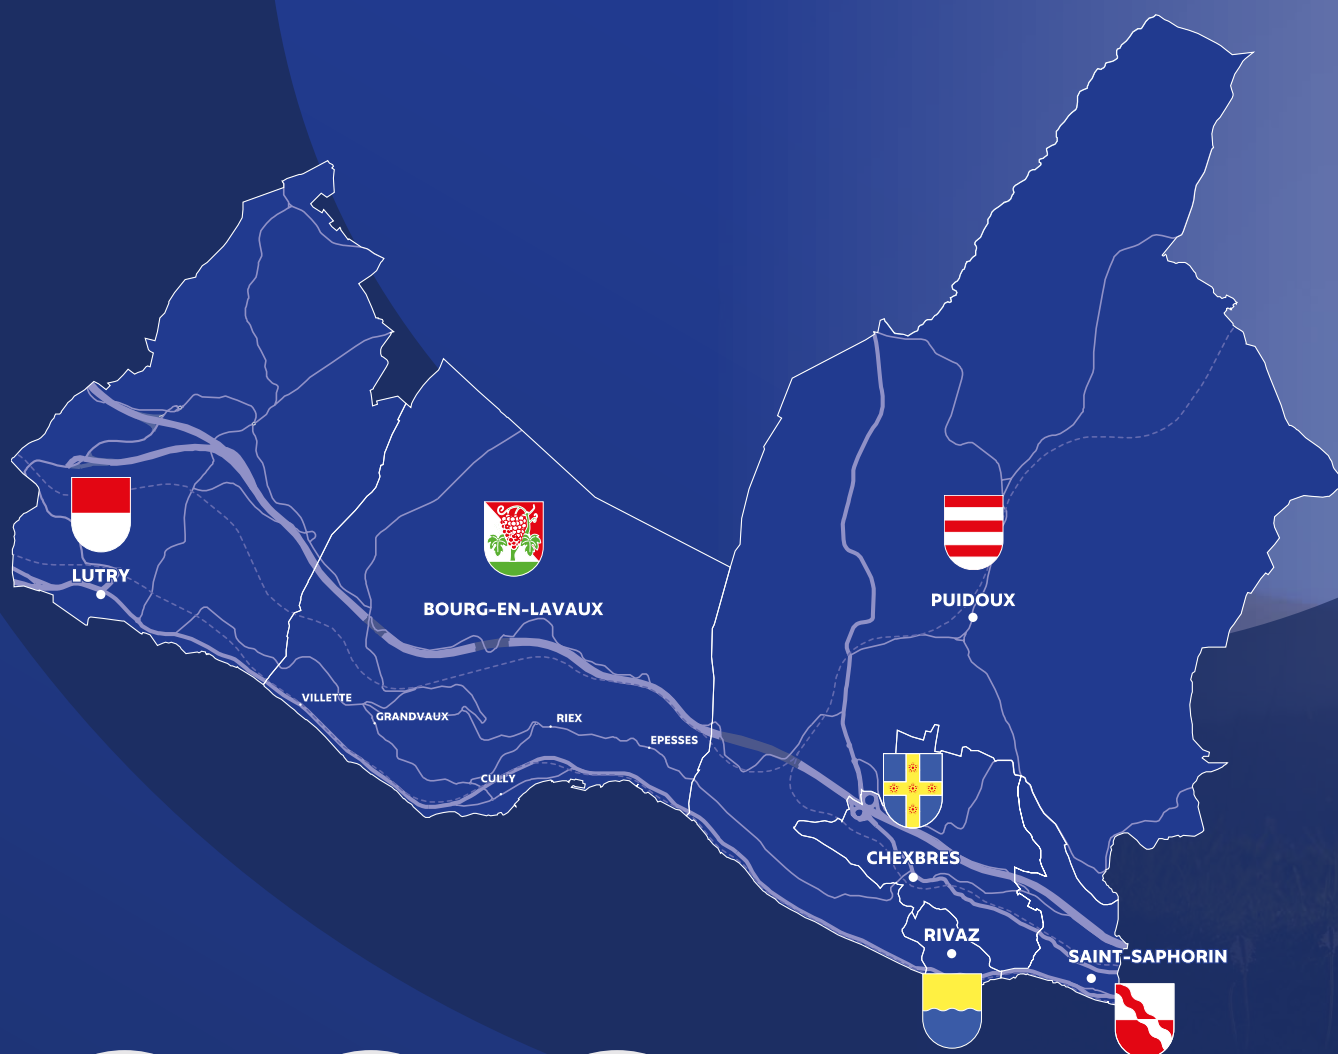 LUTRY
BOURG-EN-LAVAUX
PUIDOUX
VILLETTE
GRANDVAUX
RIEX
EPESSES
CULLY
CHEXBRES
RIVAZ
SAINT-SAPHORIN